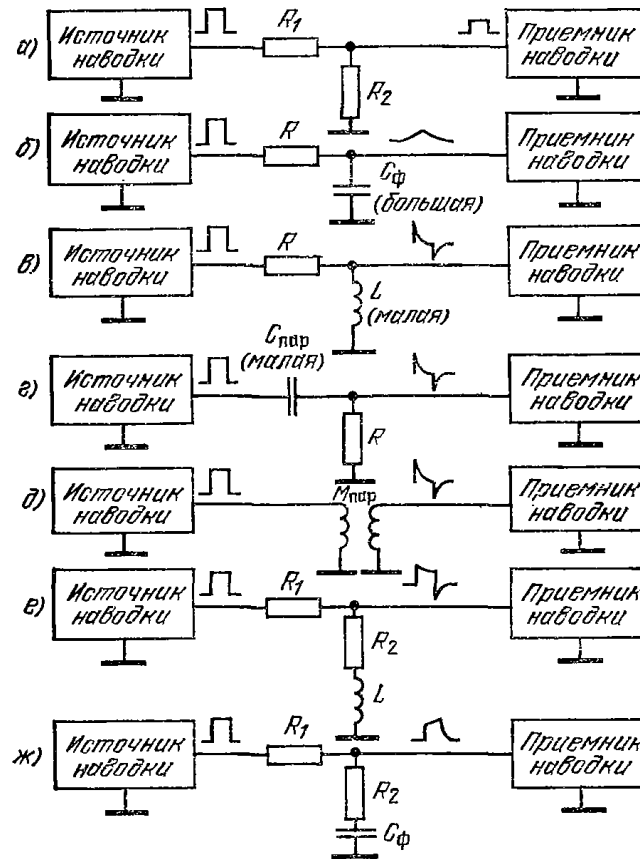 а)
Источник
наводки
R1
R2
Приемник
наводки
б)
Источник
наводки
R
Cф
(большая)
Приемник
наводки
в)
Источник
наводки
R
L
(малая)
Приемник
наводки
г)
Cпар
(малая)
Источник
наводки
R
Приемник
наводки
д)
Источник
наводки
Mпар
Приемник
наводки
е)
Источник
наводки
R1
R2
L
Приемник
наводки
ж)
Источник
наводки
R1
R2
Cф
Приемник
наводки